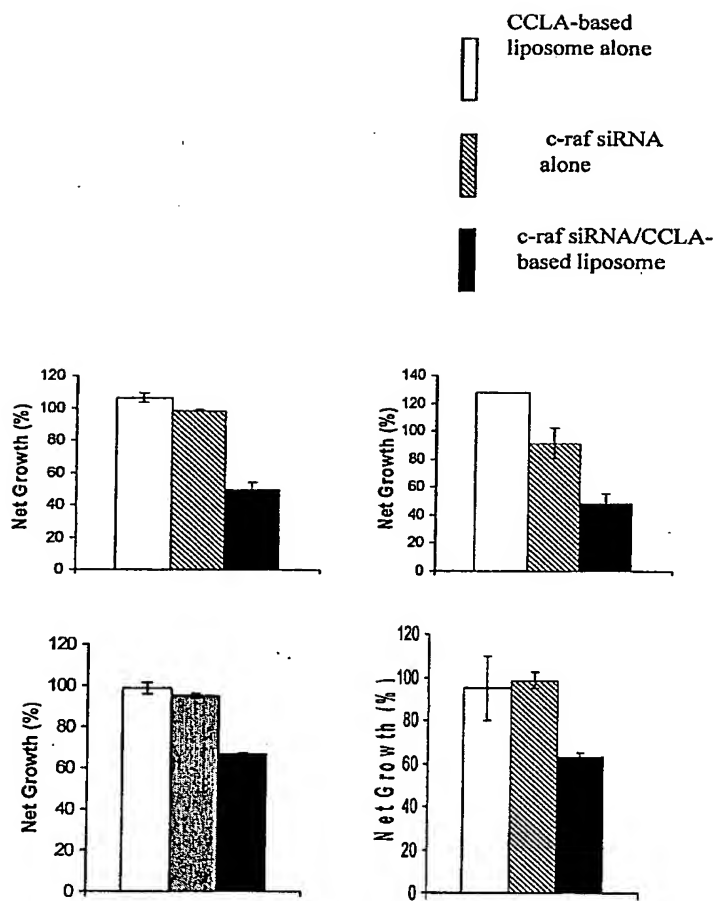 CCLA-based
liposome alone
c-raf siRNA
alone
c-raf siRNA/CCLA-
based liposome
Net Growth (%)
120
100
80
60
40
20
0
Net Growth (%)
140
120
100
80
60
40
20
0
Net Growth (%)
120
100
80
60
40
20
0
Net Growth (%)
120
100
80
60
40
20
0